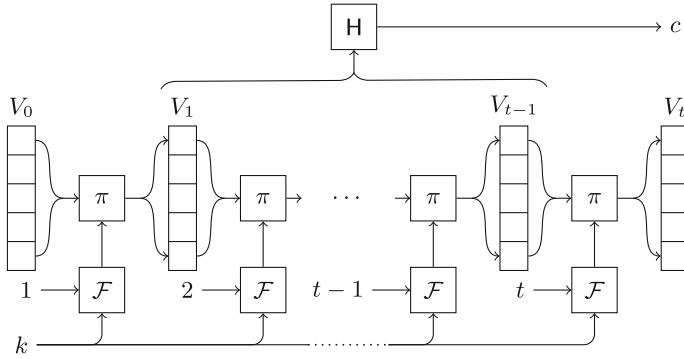 H c
V₀ V₁ Vₜ₋₁ Vₜ
π π ··· π π
1 F 2 F t − 1 F t F
k